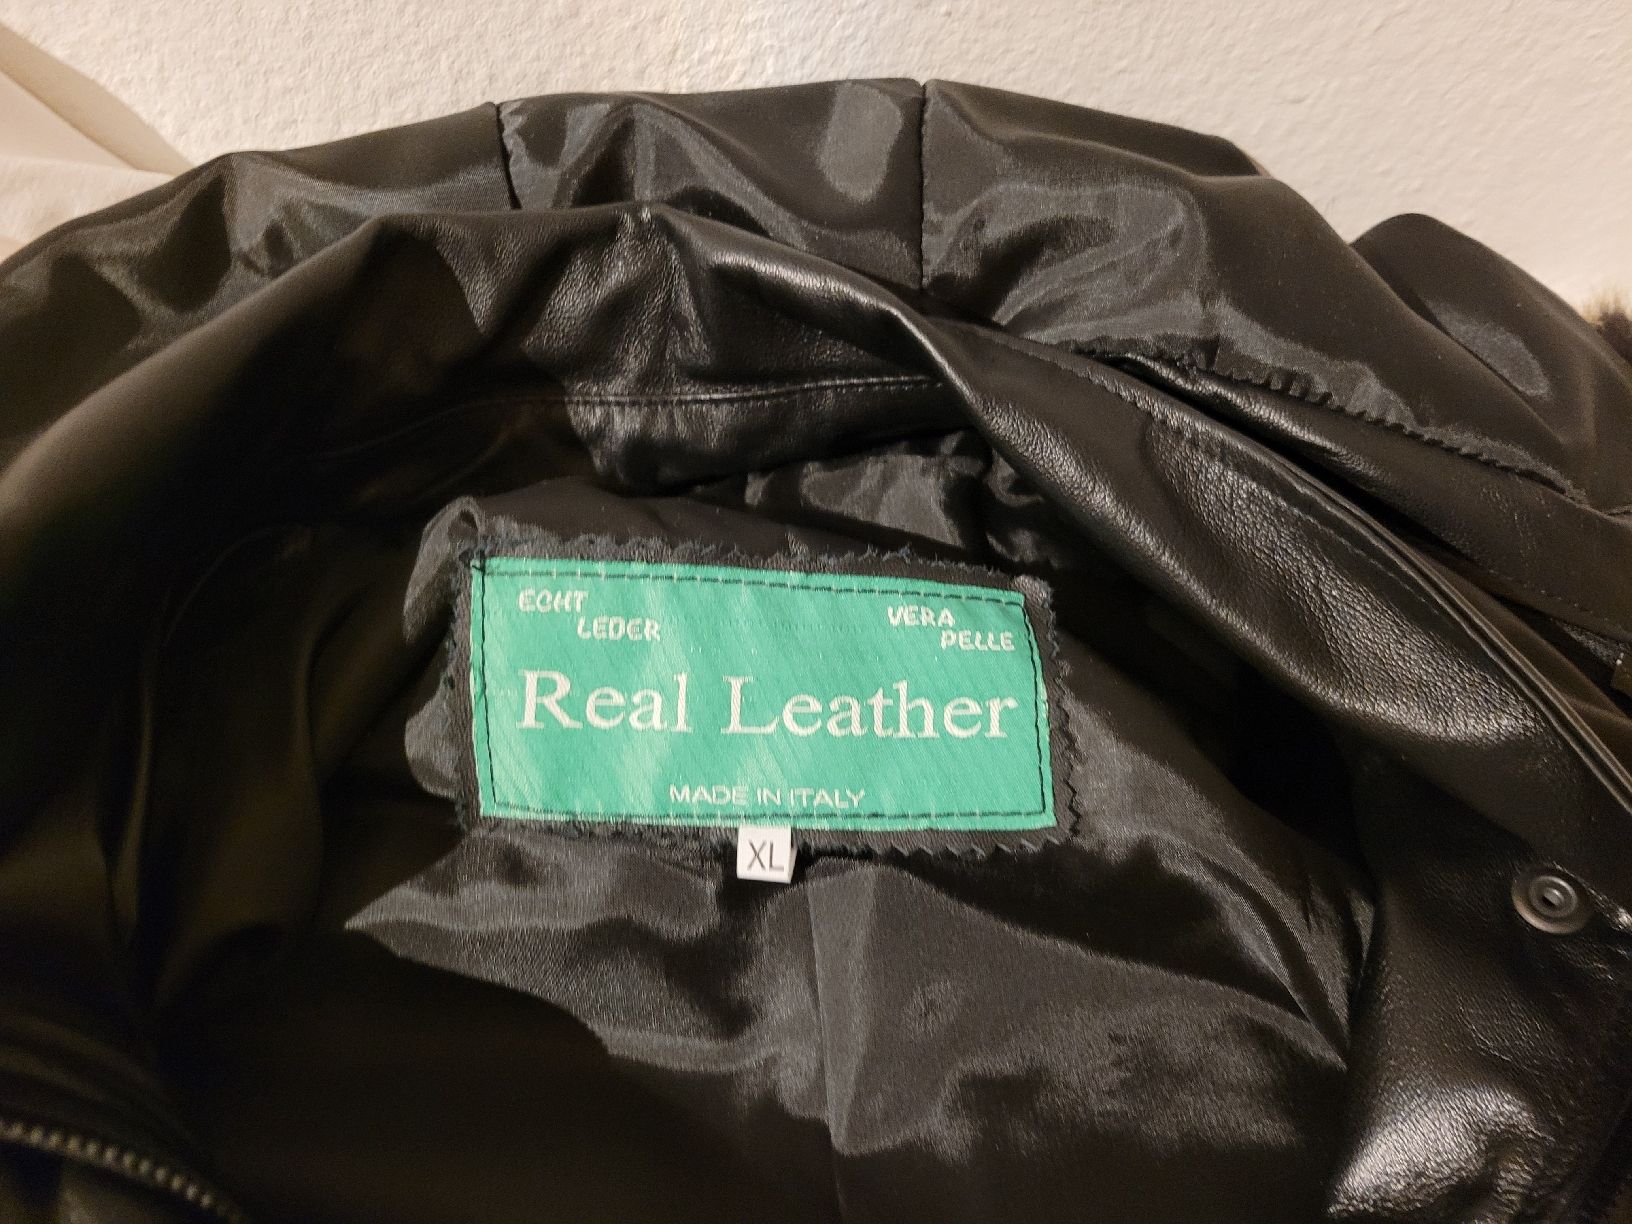 ECHT
LEDER
VERA
PELLE
Real Leather
MADE IN ITALY
XL